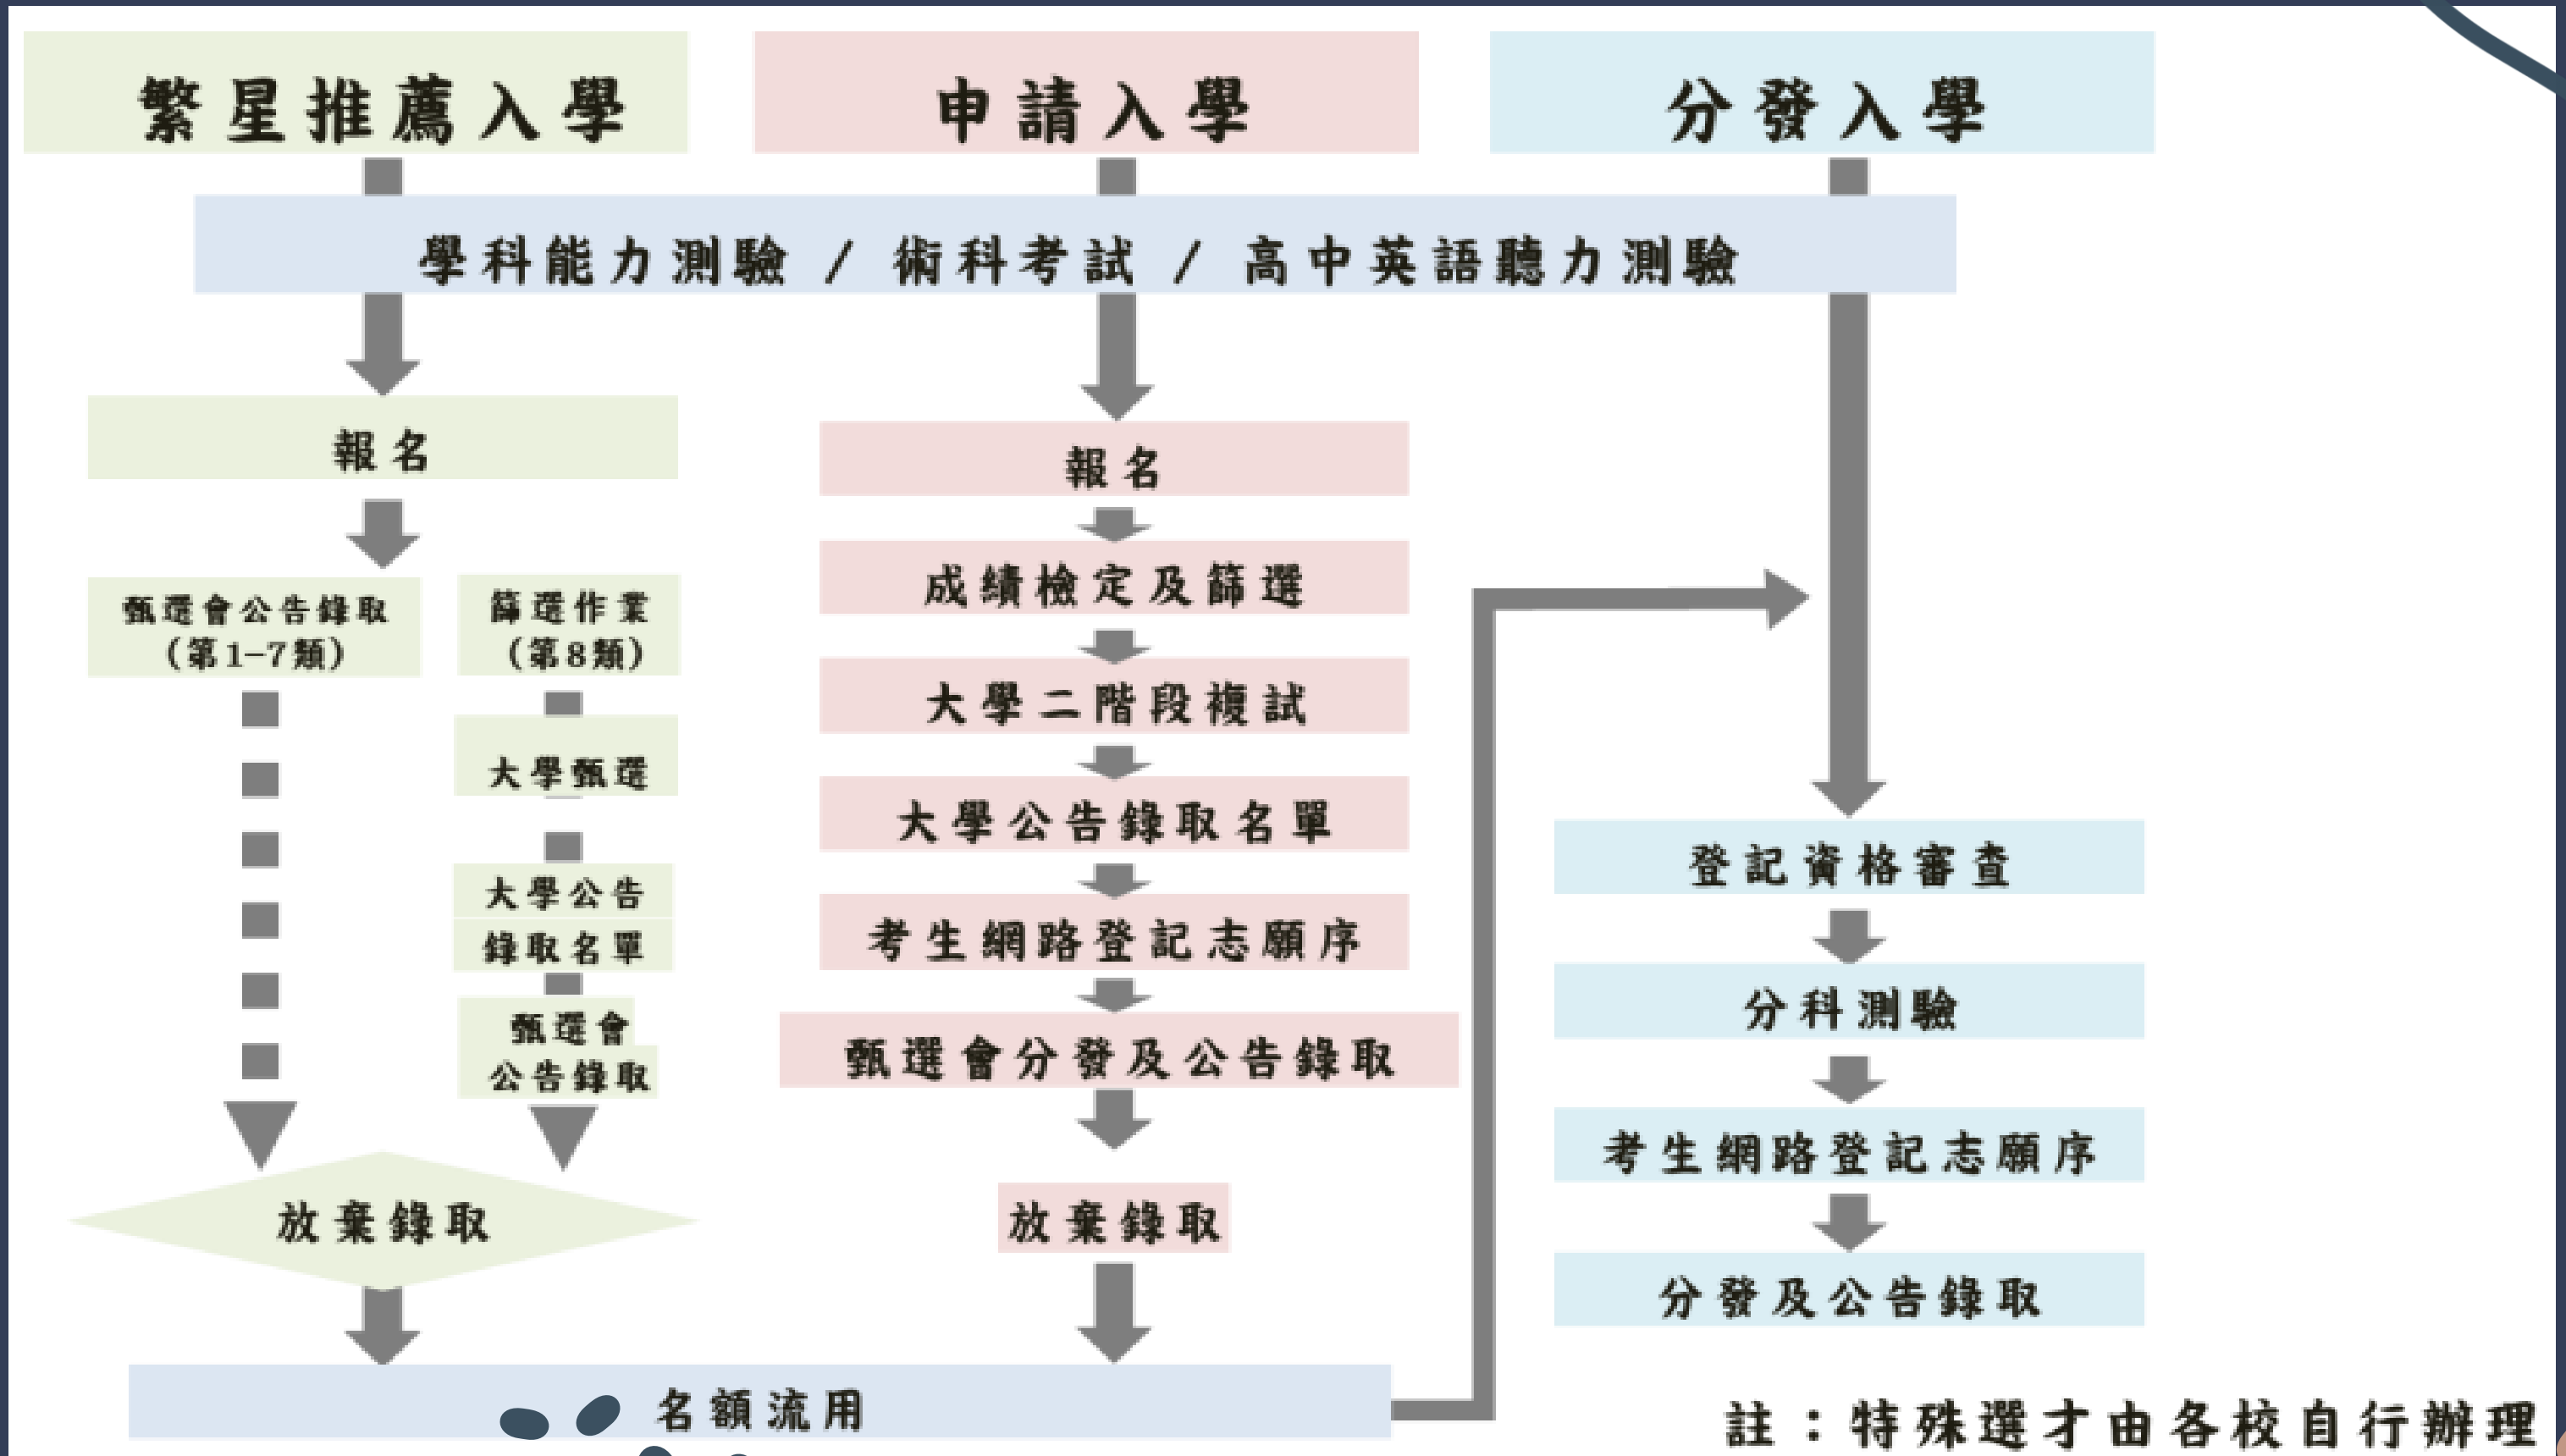 繁星推薦入學
申請入學
分發入學
學科能力測驗 / 術科考試 / 高中英語聽力測驗
報名
甄選會公告錄取
(第1-7類)
篩選作業
(第8類)
大學甄選
大學公告
錄取名單
甄選會
公告錄取
放棄錄取
報名
成績檢定及篩選
大學二階段複試
大學公告錄取名單
考生網路登記志願序
甄選會分發及公告錄取
放棄錄取
名額流用
登記資格審查
分科測驗
考生網路登記志願序
分發及公告錄取
註：特殊選才由各校自行辦理